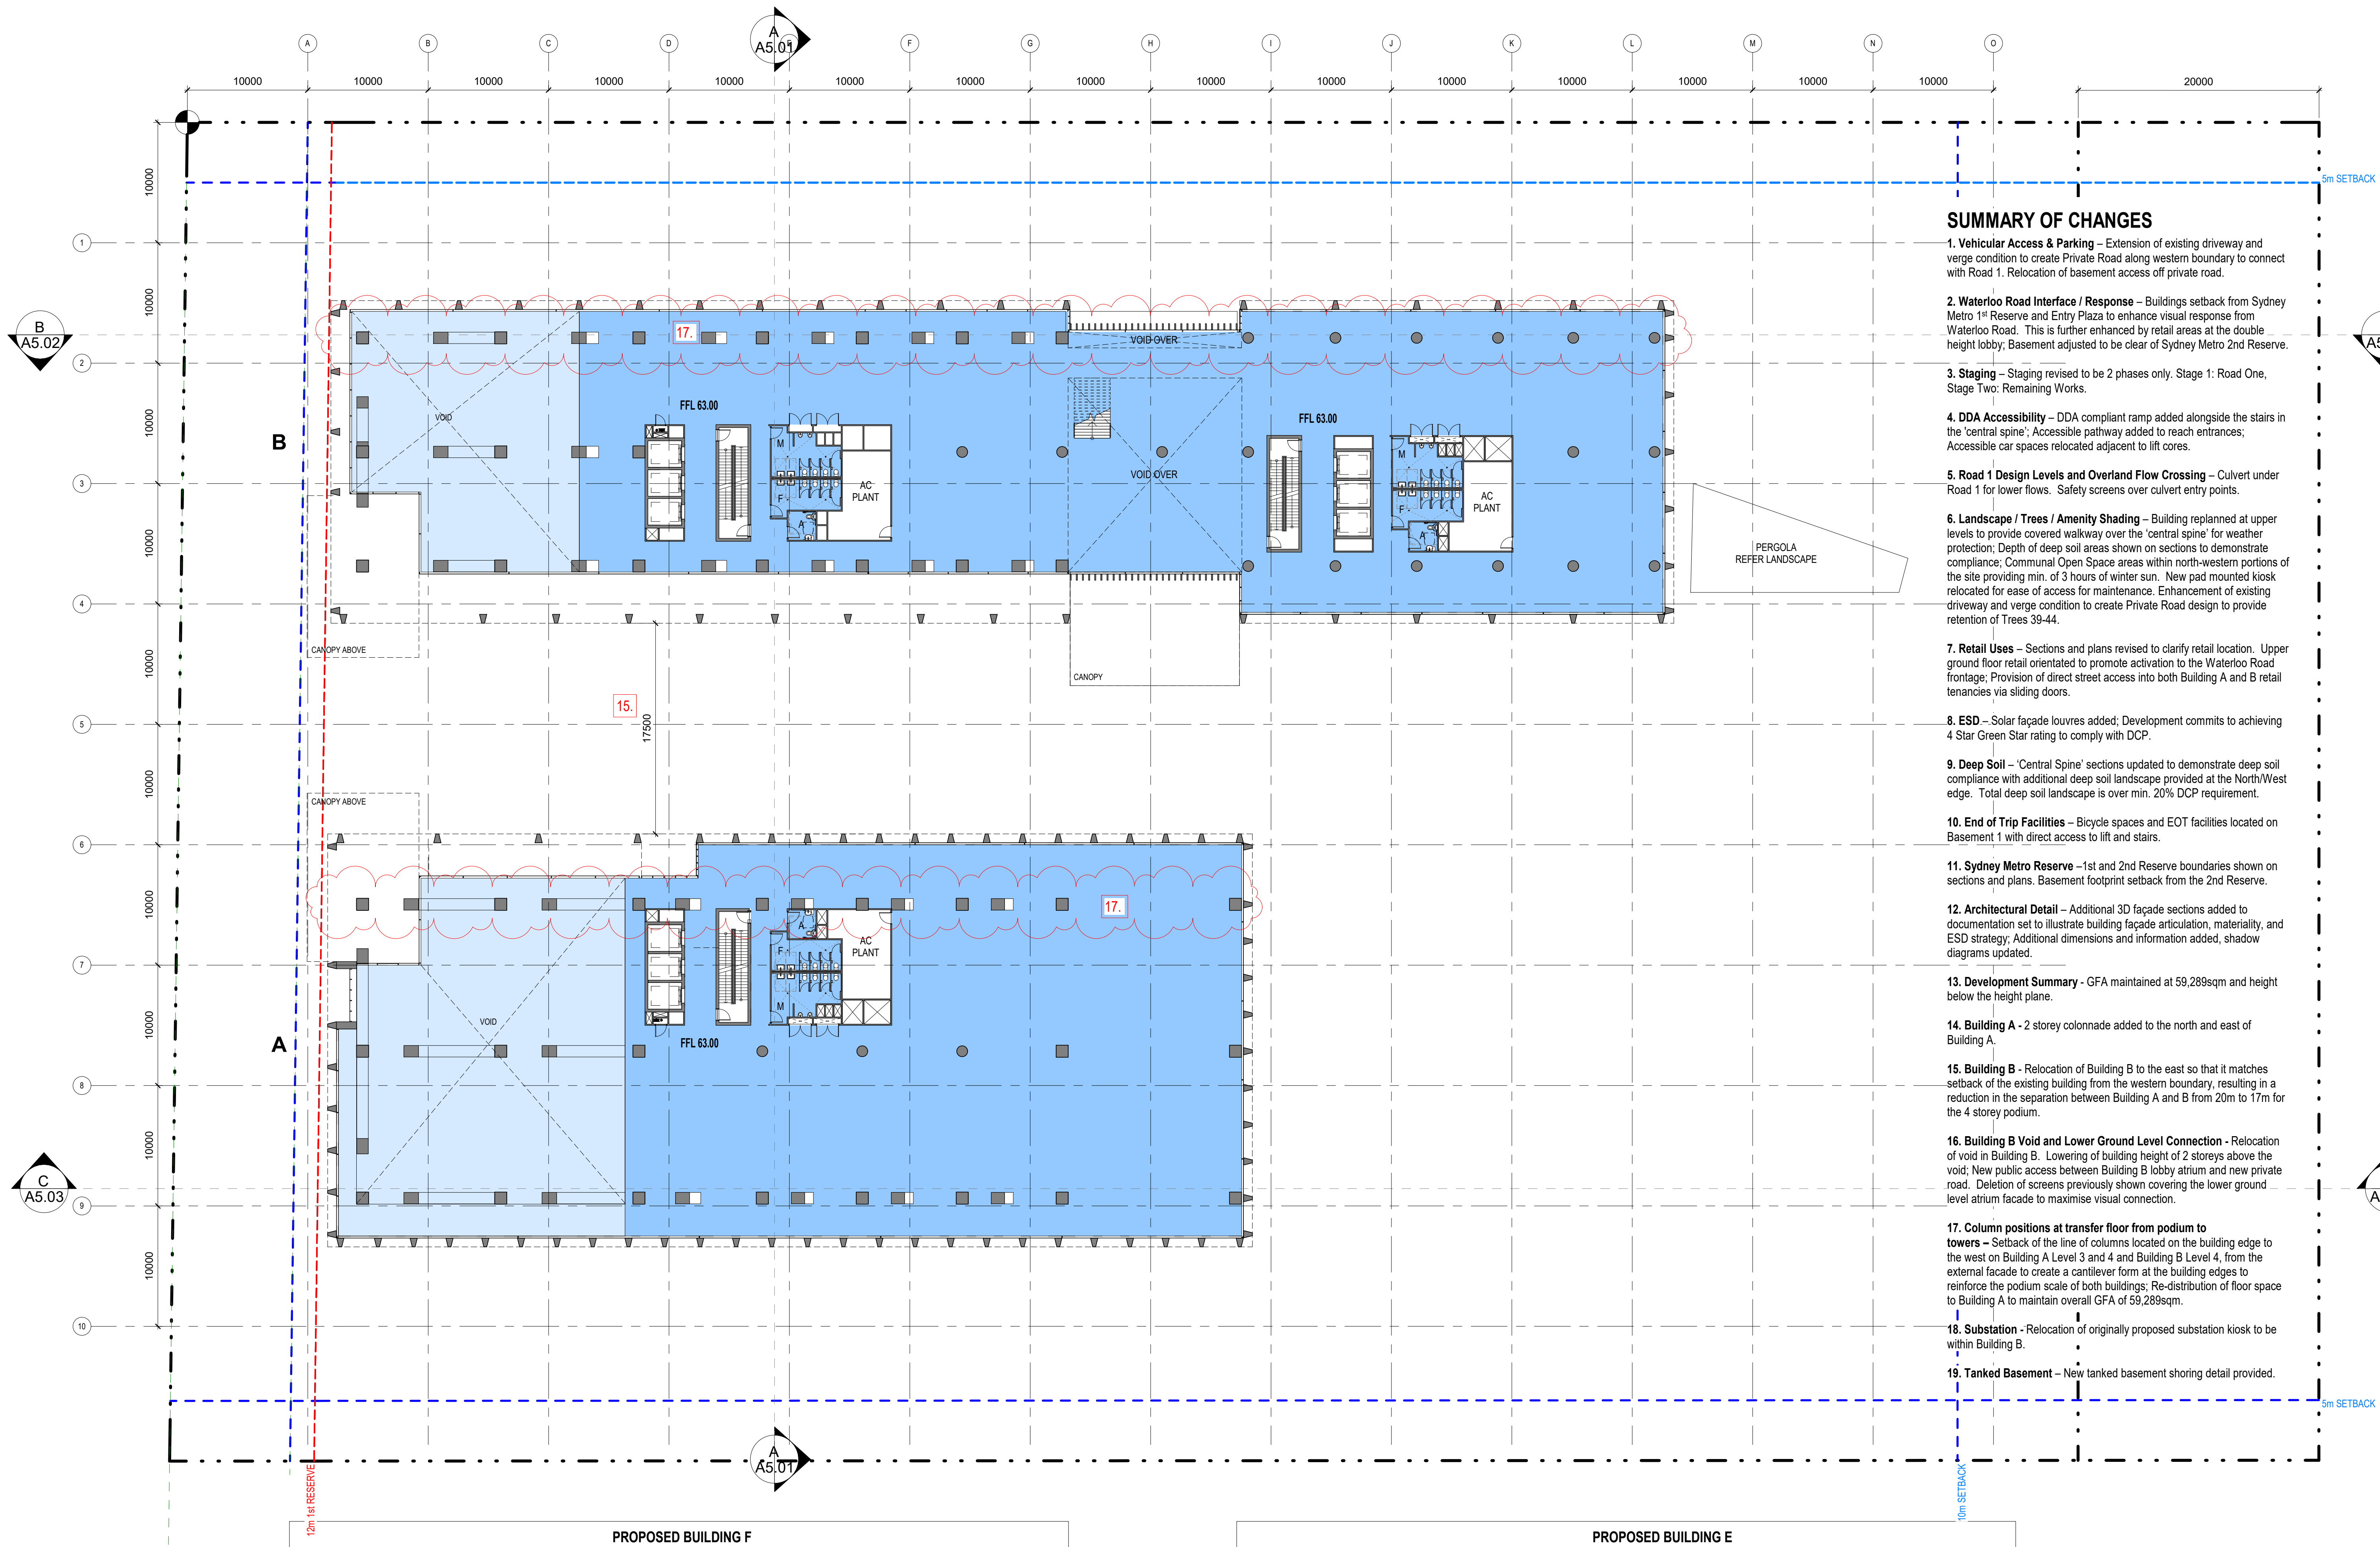 A
A5.01
A B C D E F G H I J K L M N O
10000 10000 10000 10000 10000 10000 10000 10000 10000 10000 10000 10000 10000 10000 10000 20000
5m SETBACK
10000
1
10000
B
A5.02
2
17.
VOID OVER
10000
FFL 63.00
FFL 63.00
VOID
B
M
M
VOID OVER
3
AC
PLANT
F
AC
PLANT
F
A
A
10000
PERGOLA
REFER LANDSCAPE
4
CANOPY ABOVE
10000
CANOPY
15.
17500
5
10000
CANOPY ABOVE
6
10000
17.
A
AC
PLANT
F
7
M
10000
VOID
A
FFL 63.00
8
10000
C
A5.03
9
10000
10
SUMMARY OF CHANGES
1. Vehicular Access & Parking – Extension of existing driveway and
verge condition to create Private Road along western boundary to connect
with Road 1. Relocation of basement access off private road.
2. Waterloo Road Interface / Response – Buildings setback from Sydney
Metro 1st Reserve and Entry Plaza to enhance visual response from
Waterloo Road. This is further enhanced by retail areas at the double
height lobby; Basement adjusted to be clear of Sydney Metro 2nd Reserve.
3. Staging – Staging revised to be 2 phases only. Stage 1: Road One,
Stage Two: Remaining Works.
4. DDA Accessibility – DDA compliant ramp added alongside the stairs in
the 'central spine'; Accessible pathway added to reach entrances;
Accessible car spaces relocated adjacent to lift cores.
5. Road 1 Design Levels and Overland Flow Crossing – Culvert under
Road 1 for lower flows. Safety screens over culvert entry points.
6. Landscape / Trees / Amenity Shading – Building replanned at upper
levels to provide covered walkway over the ‘central spine’ for weather
protection; Depth of deep soil areas shown on sections to demonstrate
compliance; Communal Open Space areas within north-western portions of
the site providing min. of 3 hours of winter sun. New pad mounted kiosk
relocated for ease of access for maintenance. Enhancement of existing
driveway and verge condition to create Private Road design to provide
retention of Trees 39-44.
7. Retail Uses – Sections and plans revised to clarify retail location. Upper
ground floor retail orientated to promote activation to the Waterloo Road
frontage; Provision of direct street access into both Building A and B retail
tenancies via sliding doors.
8. ESD – Solar façade louvres added; Development commits to achieving
4 Star Green Star rating to comply with DCP.
9. Deep Soil – ‘Central Spine’ sections updated to demonstrate deep soil
compliance with additional deep soil landscape provided at the North/West
edge. Total deep soil landscape is over min. 20% DCP requirement.
10. End of Trip Facilities – Bicycle spaces and EOT facilities located on
Basement 1 with direct access to lift and stairs.
11. Sydney Metro Reserve –1st and 2nd Reserve boundaries shown on
sections and plans. Basement footprint setback from the 2nd Reserve.
12. Architectural Detail – Additional 3D façade sections added to
documentation set to illustrate building façade articulation, materiality, and
ESD strategy; Additional dimensions and information added, shadow
diagrams updated.
13. Development Summary - GFA maintained at 59,289sqm and height
below the height plane.
14. Building A - 2 storey colonnade added to the north and east of
Building A.
15. Building B - Relocation of Building B to the east so that it matches
setback of the existing building from the western boundary, resulting in a
reduction in the separation between Building A and B from 20m to 17m for
the 4 storey podium.
16. Building B Void and Lower Ground Level Connection - Relocation
of void in Building B. Lowering of building height of 2 storeys above the
void; New public access between Building B lobby atrium and new private
road. Deletion of screens previously shown covering the lower ground
level atrium facade to maximise visual connection.
17. Column positions at transfer floor from podium to
towers – Setback of the line of columns located on the building edge to
the west on Building A Level 3 and 4 and Building B Level 4, from the
external facade to create a cantilever form at the building edges to
reinforce the podium scale of both buildings; Re-distribution of floor space
to Building A to maintain overall GFA of 59,289sqm.
18. Substation - Relocation of originally proposed substation kiosk to be
within Building B.
19. Tanked Basement – New tanked basement shoring detail provided.
5m SETBACK
A
A5.01
12m 1st RESERVE
10m SETBACK
PROPOSED BUILDING F
PROPOSED BUILDING E